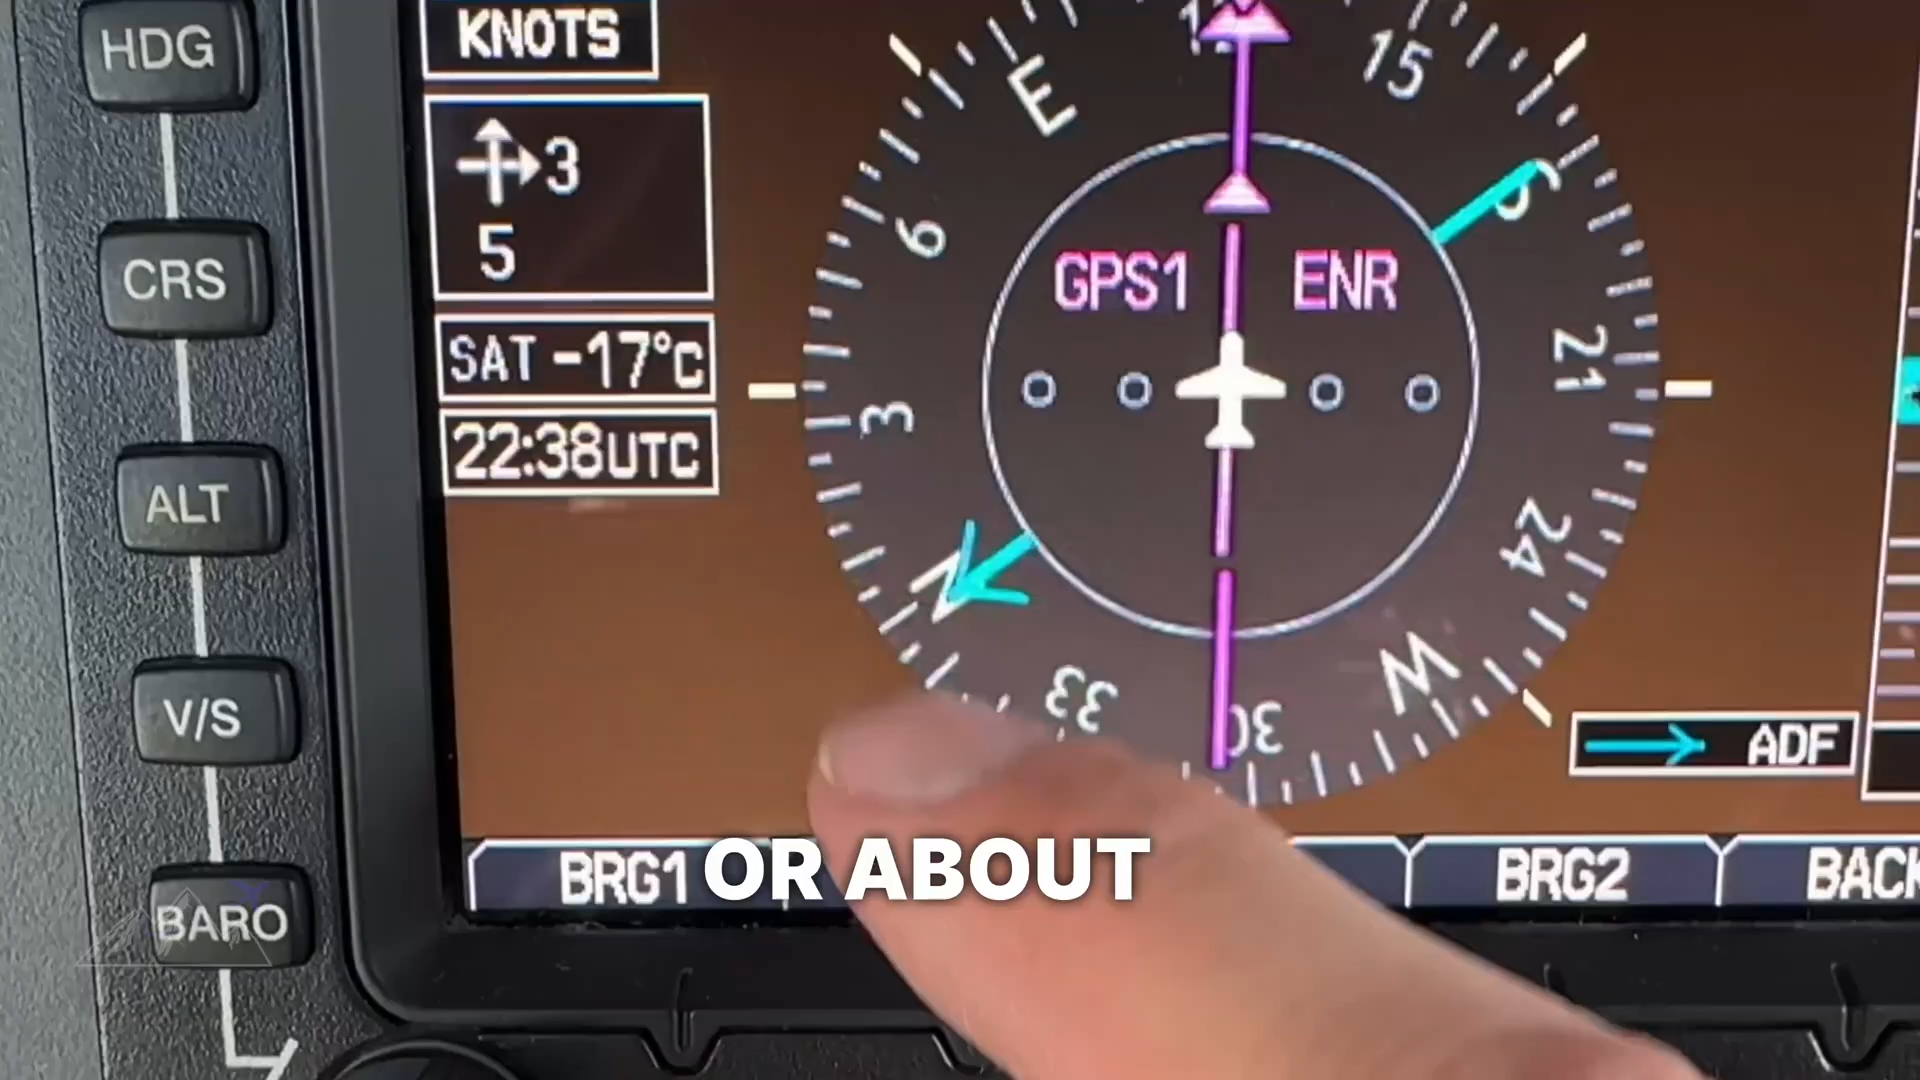 HDG
KNOTS
12
15
E
3
S
CRS
5
6
GPS1
ENR
SAT -17°C
21
3
22:38UTC
ALT
24
N
V/S
33
30
W
ADF
BRG1
OR ABOUT
BRG2
BACK
BARO